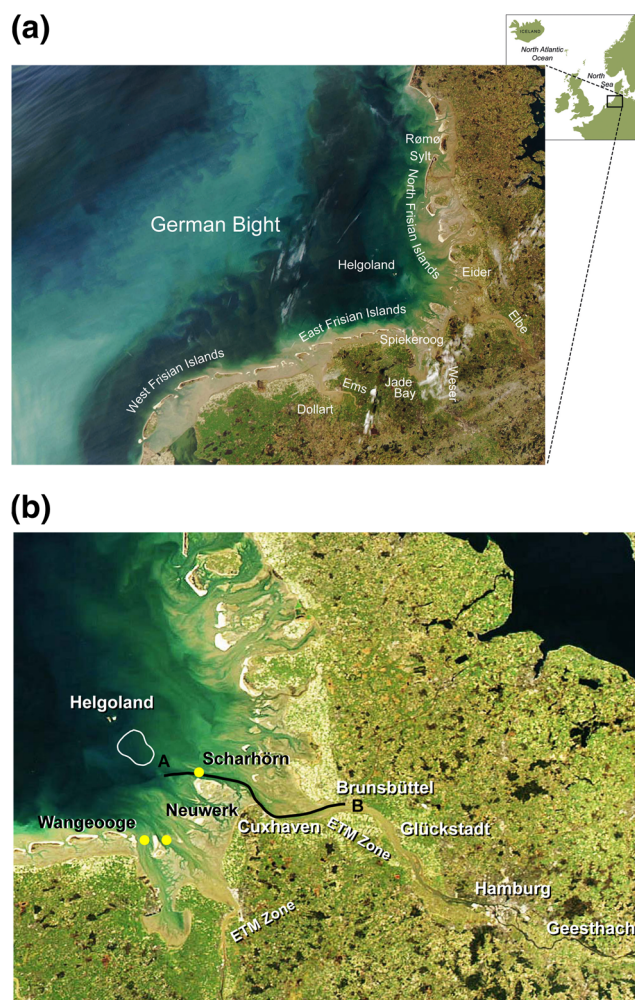 (a)
ICELAND
North Atlantic
Ocean
North
Sea
Rømø
Sylt
North Frisian Islands
German Bight
Helgoland
Eider
Elbe
East Frisian Islands
Spiekeroog
West Frisian Islands
Ems
Jade
Bay
Weser
Dollart
(b)
Helgoland
A
Scharhörn
Brunsbüttel
B
Neuwerk
Wangeooge
Cuxhaven
ETM Zone
Glückstadt
Hamburg
Geesthach
ETM Zone